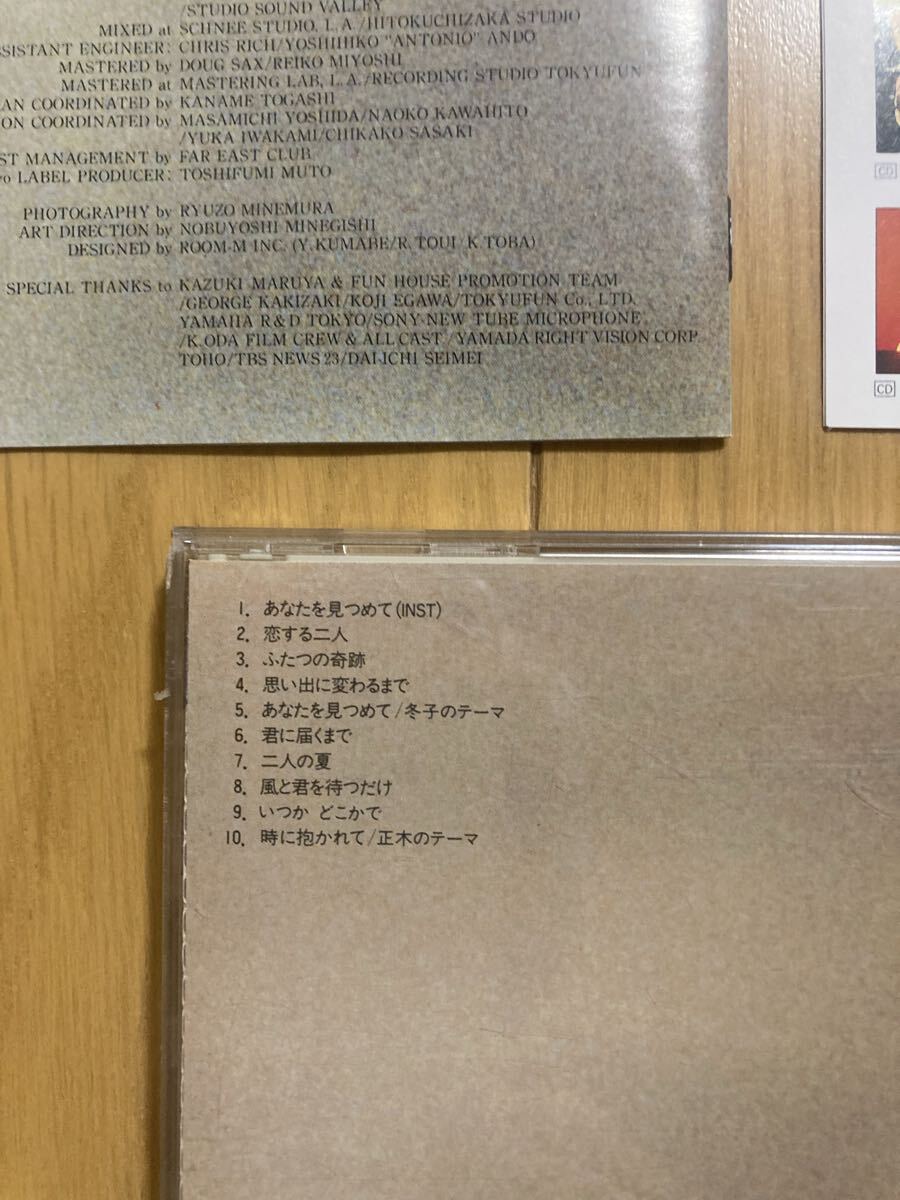 /STUDIO SOUND VALLEY
MIXED at SCHNEE STUDIO, L.A./HITOKUCHIZAKA STUDIO
SSISTANT ENGINEER: CHRIS RICH/YOSHIHIKO "ANTONIO" ANDO
MASTERED by DOUG SAX/REIKO MIYOSHI
MASTERED at MASTERING LAB, L.A./RECORDING STUDIO TOKYUFUN
AN COORDINATED by KANAME TOGASHI
ON COORDINATED by MASAMICHI YOSHIDA/NAOKO KAWAHITO
/YUKA IWAKAMI/CHIKAKO SASAKI
ST MANAGEMENT by FAR EAST CLUB
o LABEL PRODUCER: TOSHIFUMI MUTO
PHOTOGRAPHY by RYUZO MINEMURA
ART DIRECTION by NOBUYOSHI MINEGISHI
DESIGNED by ROOM-M INC. (Y. KUMABE/R. TOUI K.TOBA)
SPECIAL THANKS to KAZUKI MARUYA & FUN HOUSE PROMOTION TEAM
/GEORGE KAKIZAKI/KOJI EGAWA/TOKYUFUN Co., LTD.
YAMAHA R&D TOKYO/SONY NEW TUBE MICROPHONE
/K.ODA FILM CREW & ALL CAST/YAMADA RIGHT VISION CORP.
TOHO/TBS NEWS 23/DAI-ICHI SEIMEI
CD
CD
1. あなたを見つめて(INST)
2. 恋する二人
3. ふたつの奇跡
4. 思い出に変わるまで
5. あなたを見つめて/冬子のテーマ
6. 君に届くまで
7. 二人の夏
8. 風と君を待つだけ
9. いつか どこかで
10. 時に抱かれて/正木のテーマ